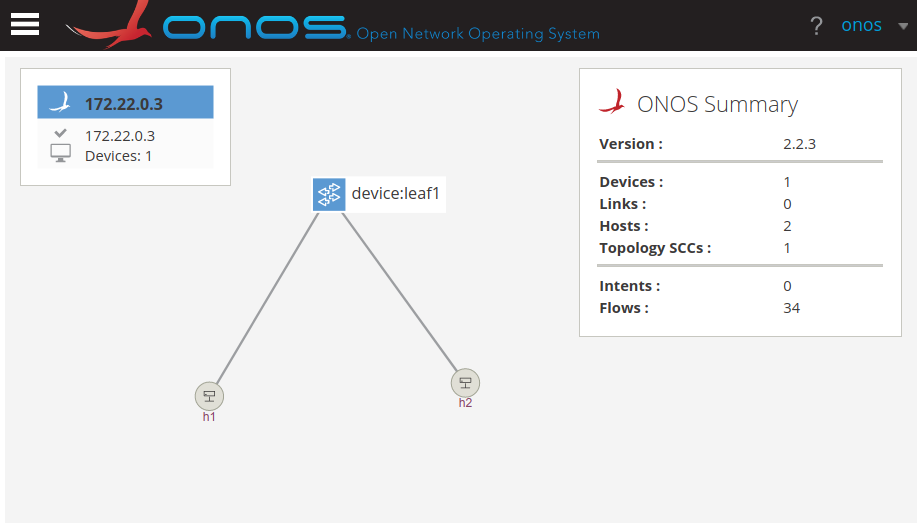 ONOS® Open Network Operating System
? onos
172.22.0.3
172.22.0.3
Devices: 1
device:leaf1
h1
h2
ONOS Summary
Version : 2.2.3
Devices : 1
Links : 0
Hosts : 2
Topology SCCs : 1
Intents : 0
Flows : 34